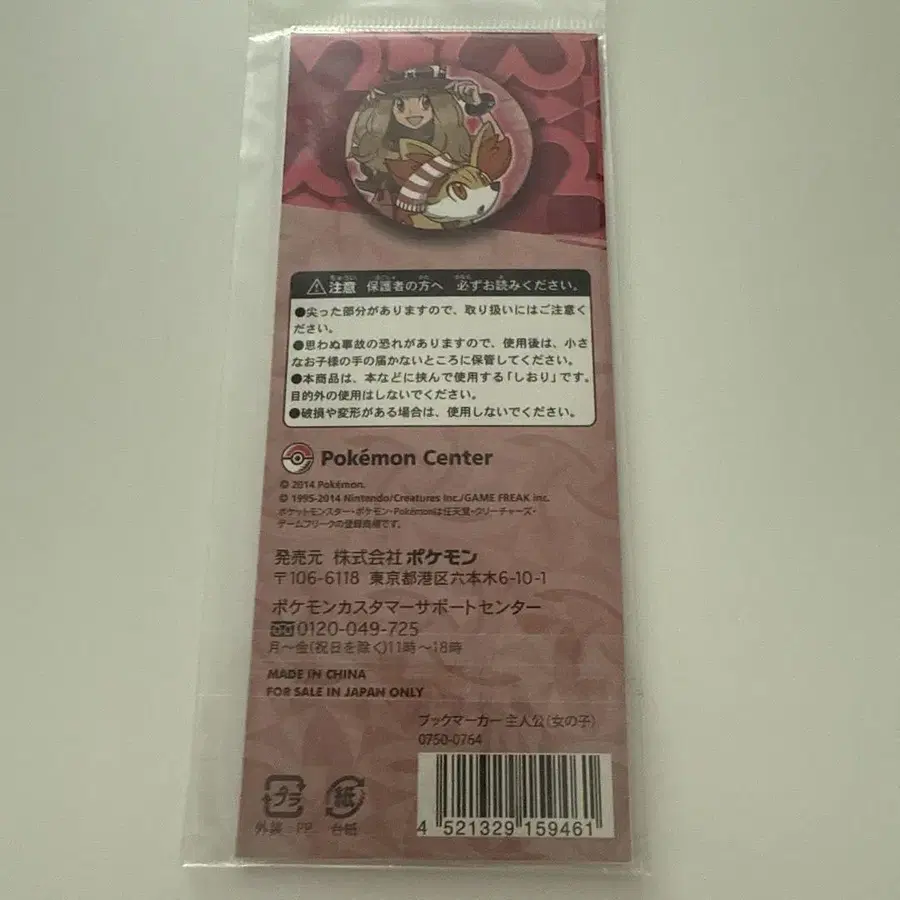 ⚠注意 保護者の方へ 必ずお読みください。
●尖った部分がありますので、取り扱いにはご注意く
ださい。
●思わぬ事故の恐れがありますので、使用後は、小さ
なお子様の手の届かないところに保管してください。
●本商品は、本などに挟んで使用する「しおり」です。
目的外の使用はしないでください。
●破損や変形がある場合は、使用しないでください。
Pokémon Center
© 2014 Pokémon.
© 1995-2014 Nintendo/Creatures Inc./GAME FREAK inc.
ポケットモンスター・ポケモン・Pokémonは任天堂・クリーチャーズ・
ゲームフリークの登録商標です。
発売元 株式会社ポケモン
〒106-6118 東京都港区六本木6-10-1
ポケモンカスタマーサポートセンター
0120-049-725
月〜金(祝日を除く)11時〜18時
MADE IN CHINA
FOR SALE IN JAPAN ONLY
ブックマーカー 主人公(女の子)
0750-0764
プラ 紙
外装 PP 台紙
4 521329 159461